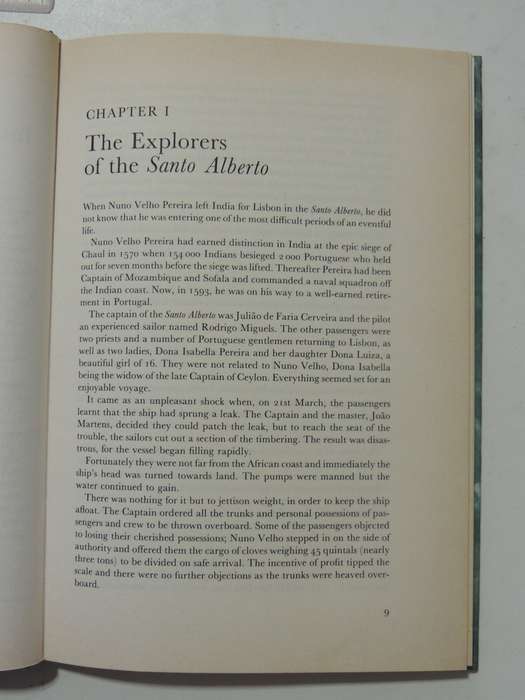 CHAPTER I
The Explorers
of the Santo Alberto
When Nuno Velho Pereira left India for Lisbon in the Santo Alberto, he did
not know that he was entering one of the most difficult periods of an eventful
life.
Nuno Velho Pereira had earned distinction in India at the epic siege of
Chaul in 1570 when 154 000 Indians besieged 2 000 Portuguese who held
out for seven months before the siege was lifted. Thereafter Pereira had been
Captain of Mozambique and Sofala and commanded a naval squadron off
the Indian coast. Now, in 1593, he was on his way to a well-earned retire-
ment in Portugal.
The captain of the Santo Alberto was Julião de Faria Cerveira and the pilot
an experienced sailor named Rodrigo Miguels. The other passengers were
two priests and a number of Portuguese gentlemen returning to Lisbon, as
well as two ladies, Dona Isabella Pereira and her daughter Dona Luiza, a
beautiful girl of 16. They were not related to Nuno Velho, Dona Isabella
being the widow of the late Captain of Ceylon. Everything seemed set for an
enjoyable voyage.
It came as an unpleasant shock when, on 21st March, the passengers
learnt that the ship had sprung a leak. The Captain and the master, João
Martens, decided they could patch the leak, but to reach the seat of the
trouble, the sailors cut out a section of the timbering. The result was disas-
trous, for the vessel began filling rapidly.
Fortunately they were not far from the African coast and immediately the
ship's head was turned towards land. The pumps were manned but the
water continued to gain.
There was nothing for it but to jettison weight, in order to keep the ship
afloat. The Captain ordered all the trunks and personal possessions of pas-
sengers and crew to be thrown overboard. Some of the passengers objected
to losing their cherished possessions; Nuno Velho stepped in on the side of
authority and offered them the cargo of cloves weighing 45 quintals (nearly
three tons) to be divided on safe arrival. The incentive of profit tipped the
scale and there were no further objections as the trunks were heaved over-
board.
9